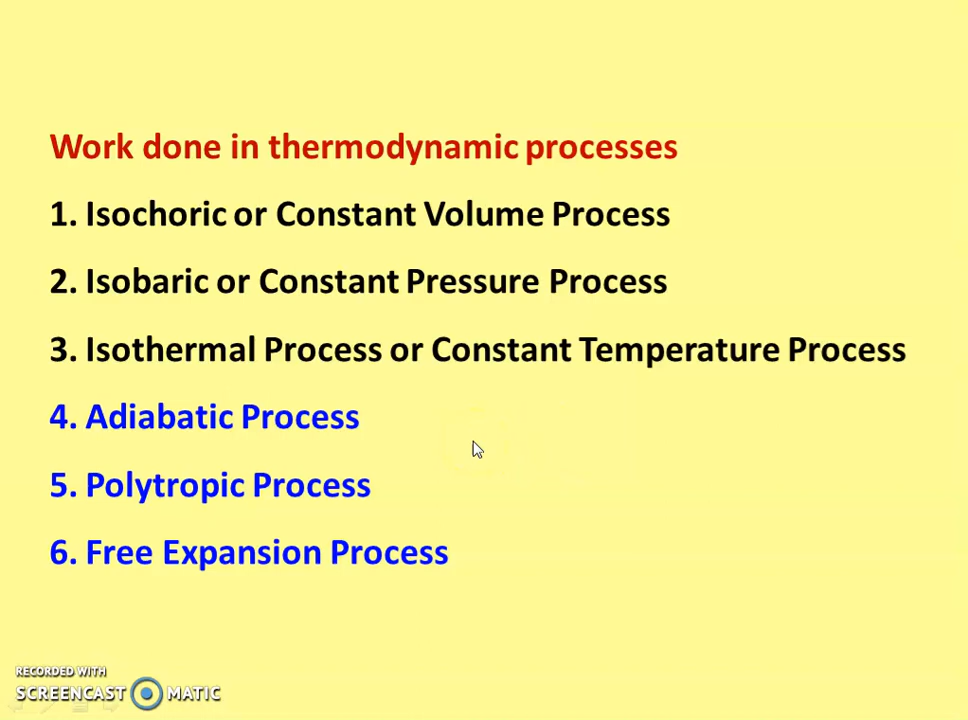 Work done in thermodynamic processes
1. Isochoric or Constant Volume Process
2. Isobaric or Constant Pressure Process
3. Isothermal Process or Constant Temperature Process
4. Adiabatic Process
5. Polytropic Process
6. Free Expansion Process
RECORDED WITH
SCREENCAST MATIC